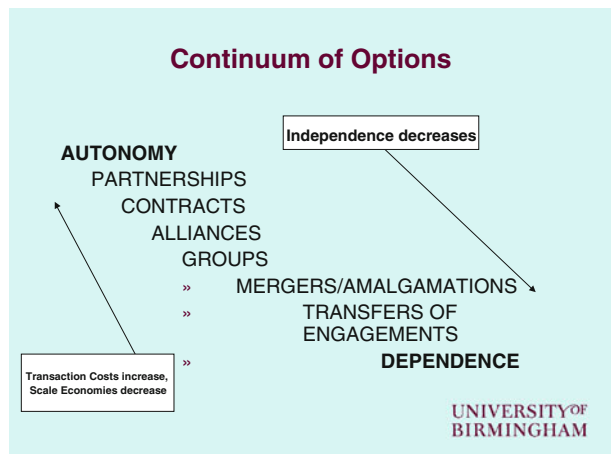 Continuum of Options
Independence decreases
AUTONOMY
PARTNERSHIPS
CONTRACTS
ALLIANCES
GROUPS
» MERGERS/AMALGAMATIONS
» TRANSFERS OF
ENGAGEMENTS
» DEPENDENCE
Transaction Costs increase,
Scale Economies decrease
UNIVERSITY OF
BIRMINGHAM